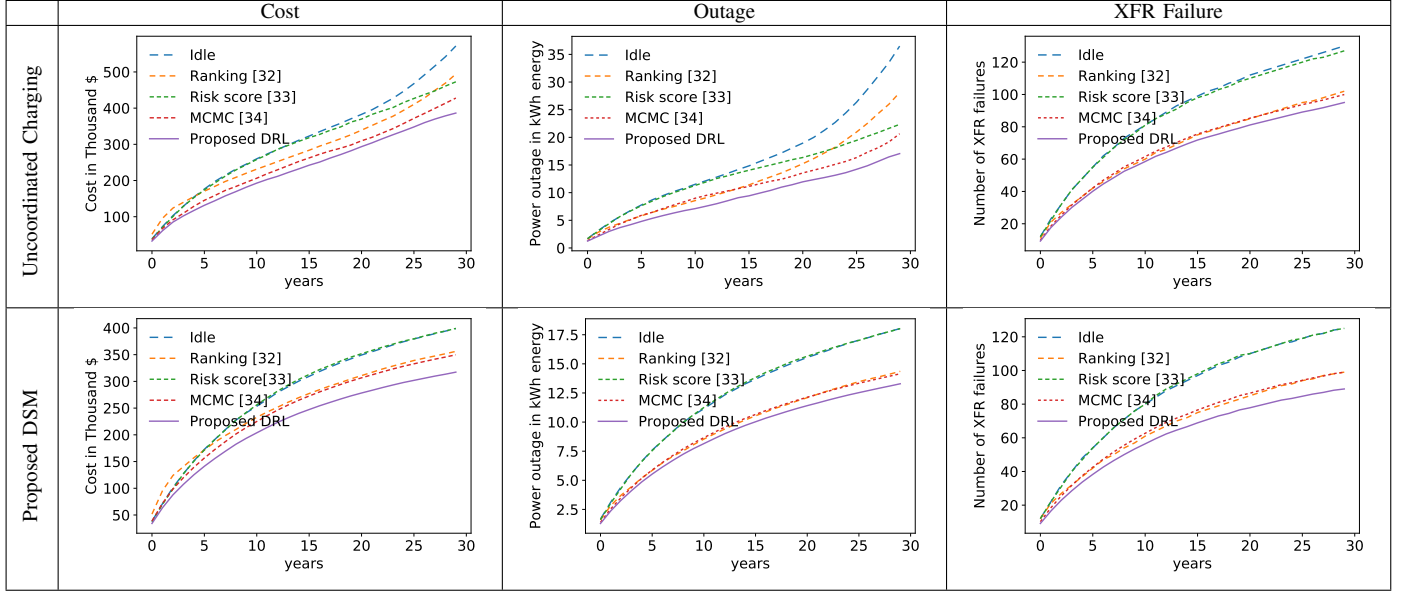 Cost
Outage
XFR Failure
Uncoordinated Charging
Cost in Thousand $
500
400
300
200
100
Idle
Ranking [32]
Risk score [33]
MCMC [34]
Proposed DRL
0 5 10 15 20 25 30
years
Power outage in kWh energy
35
30
25
20
15
10
5
0
Idle
Ranking [32]
Risk score [33]
MCMC [34]
Proposed DRL
0 5 10 15 20 25 30
years
Number of XFR failures
120
100
80
60
40
20
Idle
Ranking [32]
Risk score [33]
MCMC [34]
Proposed DRL
0 5 10 15 20 25 30
years
Proposed DSM
Cost in Thousand $
400
350
300
250
200
150
100
50
Idle
Ranking [32]
Risk score[33]
MCMC [34]
Proposed DRL
0 5 10 15 20 25 30
years
Power outage in kWh energy
17.5
15.0
12.5
10.0
7.5
5.0
2.5
Idle
Ranking [32]
Risk score [33]
MCMC [34]
Proposed DRL
0 5 10 15 20 25 30
years
Number of XFR failures
120
100
80
60
40
20
Idle
Ranking [32]
Risk score [33]
MCMC [34]
Proposed DRL
0 5 10 15 20 25 30
years